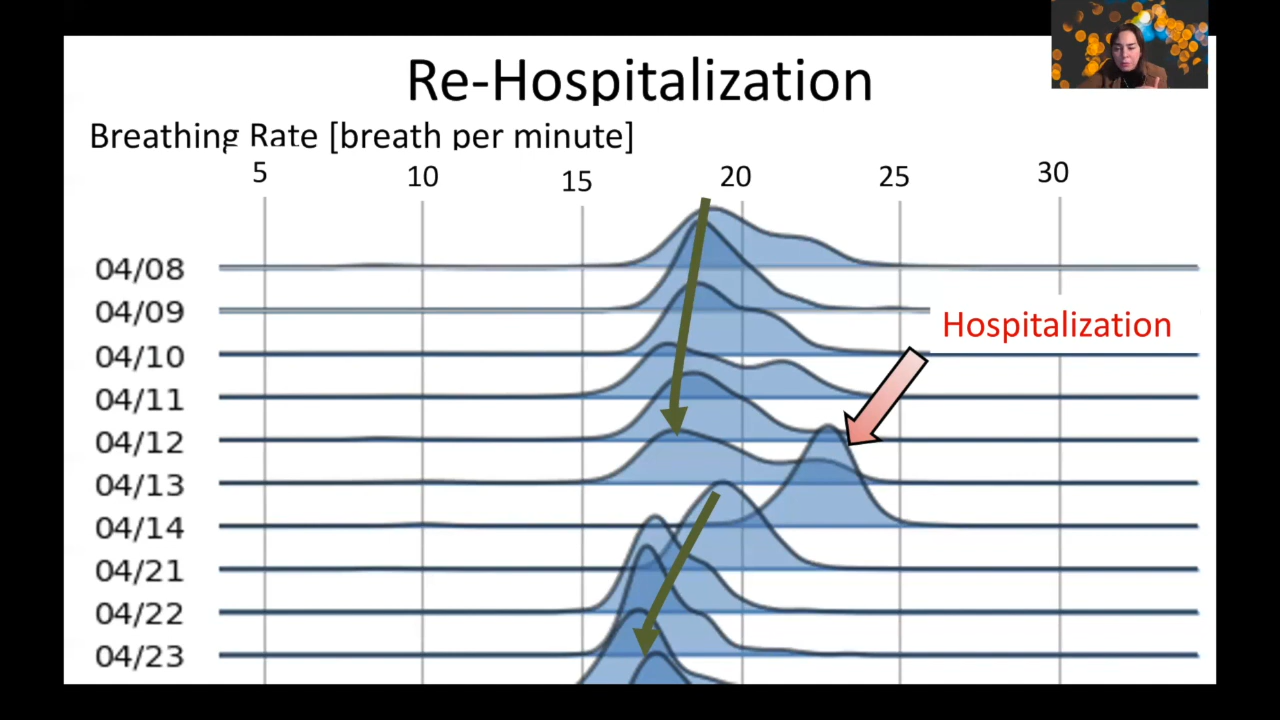 Re-Hospitalization
Breathing Rate [breath per minute]
5 10 15 20 25 30
04/08
04/09
Hospitalization
04/10
04/11
04/12
04/13
04/14
04/21
04/22
04/23